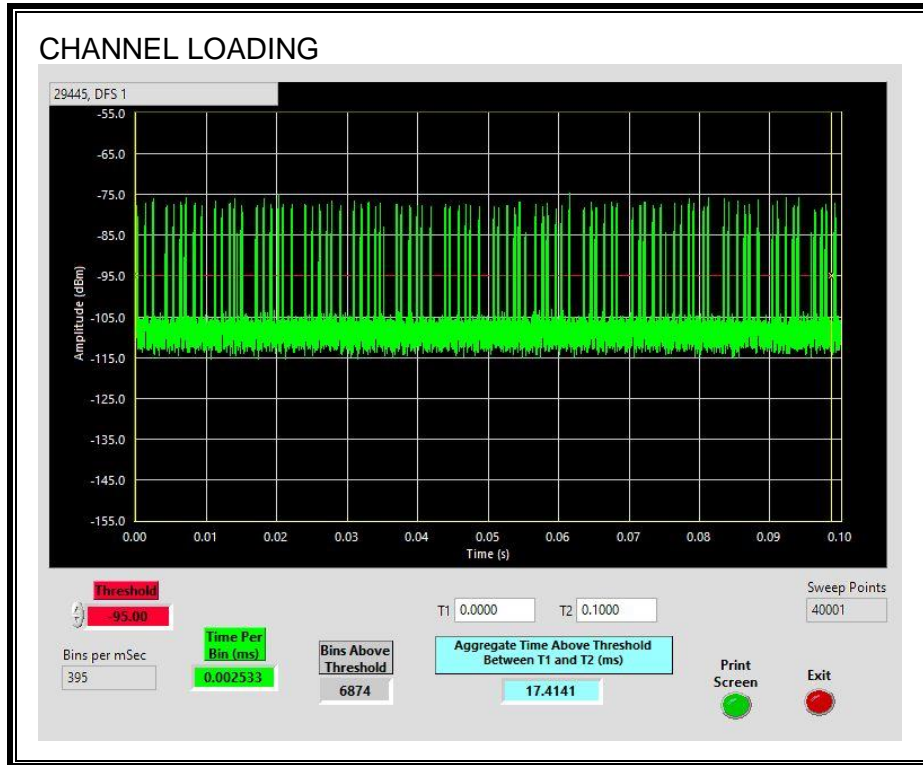 CHANNEL LOADING
29445, DFS 1
-55.0
-65.0
-75.0
-85.0
-95.0
-105.0
-115.0
-125.0
-135.0
-145.0
-155.0
Amplitude (dBm)
0.00 0.01 0.02 0.03 0.04 0.05 0.06 0.07 0.08 0.09 0.10
Time (s)
Threshold
-95.00
Bins per mSec
395
Time Per
Bin (ms)
0.002533
Bins Above
Threshold
6874
T1 0.0000 T2 0.1000
Aggregate Time Above Threshold
Between T1 and T2 (ms)
17.4141
Sweep Points
40001
Print
Screen
Exit